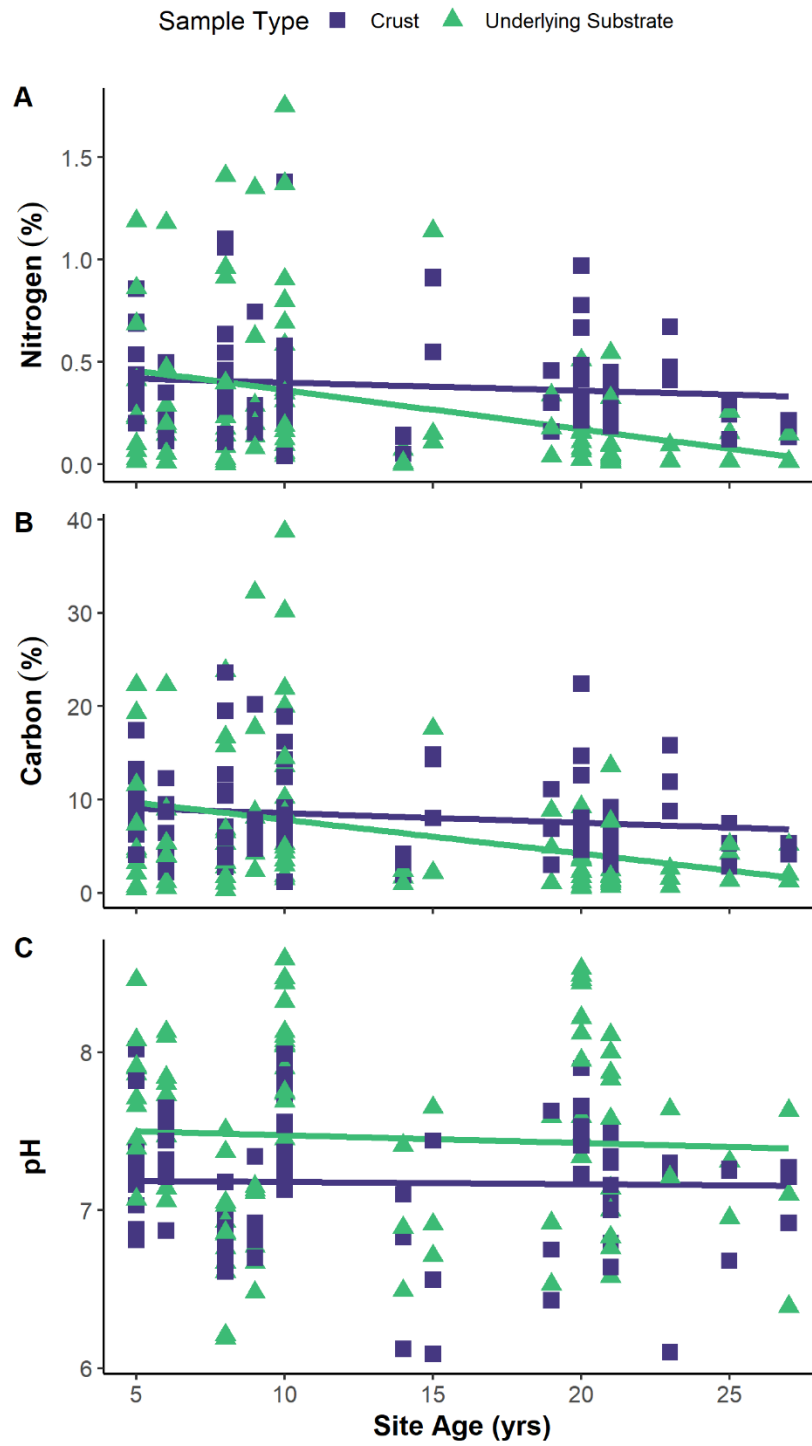 Sample Type Crust Underlying Substrate
A
Nitrogen (%)
1.5
1.0
0.5
0.0
B
Carbon (%)
40
30
20
10
0
C
pH
8
7
6
5 10 15 20 25
Site Age (yrs)